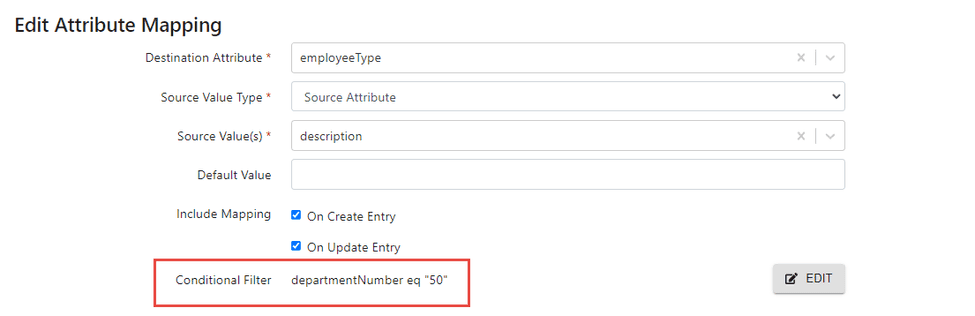 Edit Attribute Mapping
Destination Attribute * employeeType
Source Value Type * Source Attribute
Source Value(s) * description
Default Value
Include Mapping On Create Entry
On Update Entry
Conditional Filter departmentNumber eq "50" EDIT